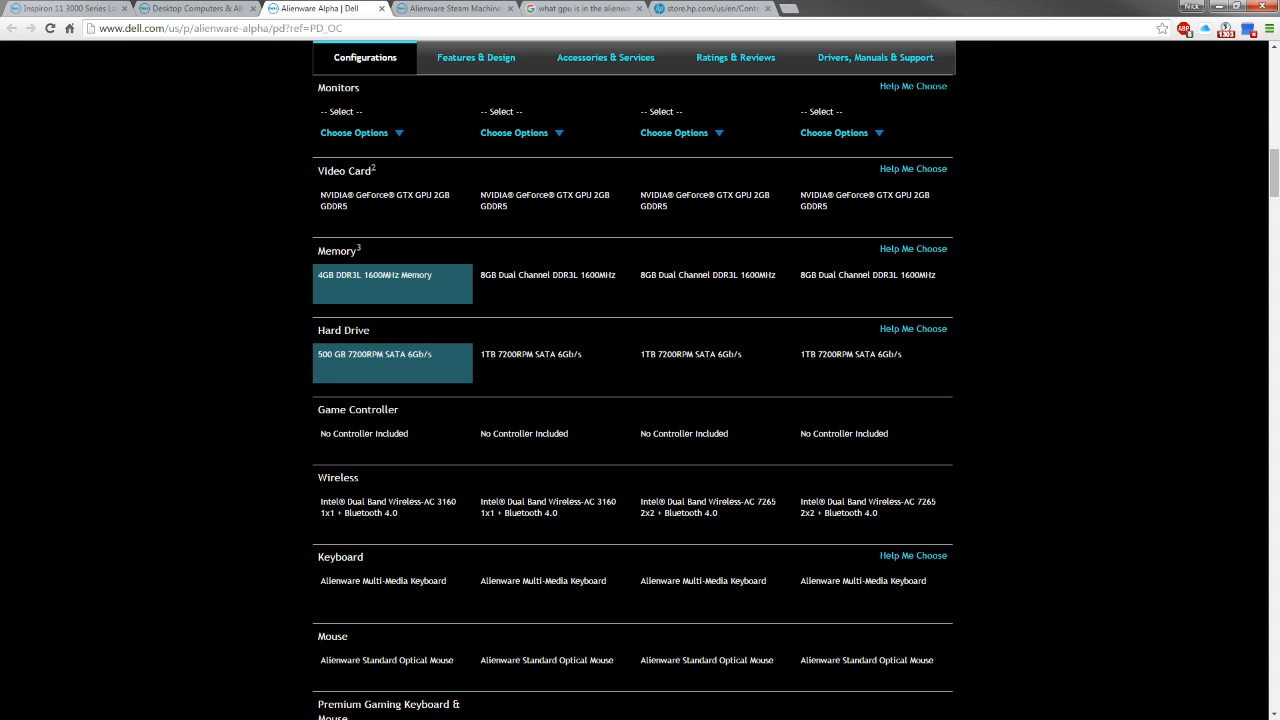 Inspiron 11 3000 Series La
Desktop Computers & All
Alienware Alpha | Dell
Alienware Steam Machine
what gpu is in the alienwa
store.hp.com/us/en/Conte
Nick
www.dell.com/us/p/alienware-alpha/pd?ref=PD_OC
ABP
1303
Configurations
Features & Design
Accessories & Services
Ratings & Reviews
Drivers, Manuals & Support
Monitors
Help Me Choose
-- Select -- -- Select -- -- Select -- -- Select --
Choose Options Choose Options Choose Options Choose Options
Video Card2
Help Me Choose
NVIDIA® GeForce® GTX GPU 2GB NVIDIA® GeForce® GTX GPU 2GB NVIDIA® GeForce® GTX GPU 2GB NVIDIA® GeForce® GTX GPU 2GB
GDDR5 GDDR5 GDDR5 GDDR5
Memory3
Help Me Choose
4GB DDR3L 1600MHz Memory 8GB Dual Channel DDR3L 1600MHz 8GB Dual Channel DDR3L 1600MHz 8GB Dual Channel DDR3L 1600MHz
Hard Drive
Help Me Choose
500 GB 7200RPM SATA 6Gb/s 1TB 7200RPM SATA 6Gb/s 1TB 7200RPM SATA 6Gb/s 1TB 7200RPM SATA 6Gb/s
Game Controller
No Controller Included No Controller Included No Controller Included No Controller Included
Wireless
Intel® Dual Band Wireless-AC 3160 Intel® Dual Band Wireless-AC 3160 Intel® Dual Band Wireless-AC 7265 Intel® Dual Band Wireless-AC 7265
1x1 + Bluetooth 4.0 1x1 + Bluetooth 4.0 2x2 + Bluetooth 4.0 2x2 + Bluetooth 4.0
Keyboard
Help Me Choose
Alienware Multi-Media Keyboard Alienware Multi-Media Keyboard Alienware Multi-Media Keyboard Alienware Multi-Media Keyboard
Mouse
Alienware Standard Optical Mouse Alienware Standard Optical Mouse Alienware Standard Optical Mouse Alienware Standard Optical Mouse
Premium Gaming Keyboard &
Mouse